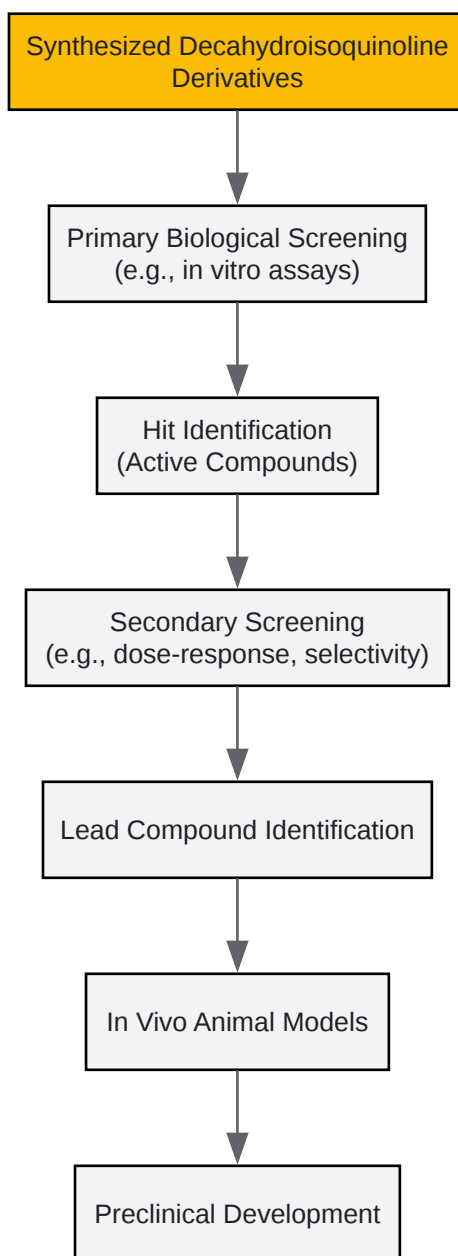 Synthesized Decahydroisoquinoline
Derivatives
Primary Biological Screening
(e.g., in vitro assays)
Hit Identification
(Active Compounds)
Secondary Screening
(e.g., dose-response, selectivity)
Lead Compound Identification
In Vivo Animal Models
Preclinical Development